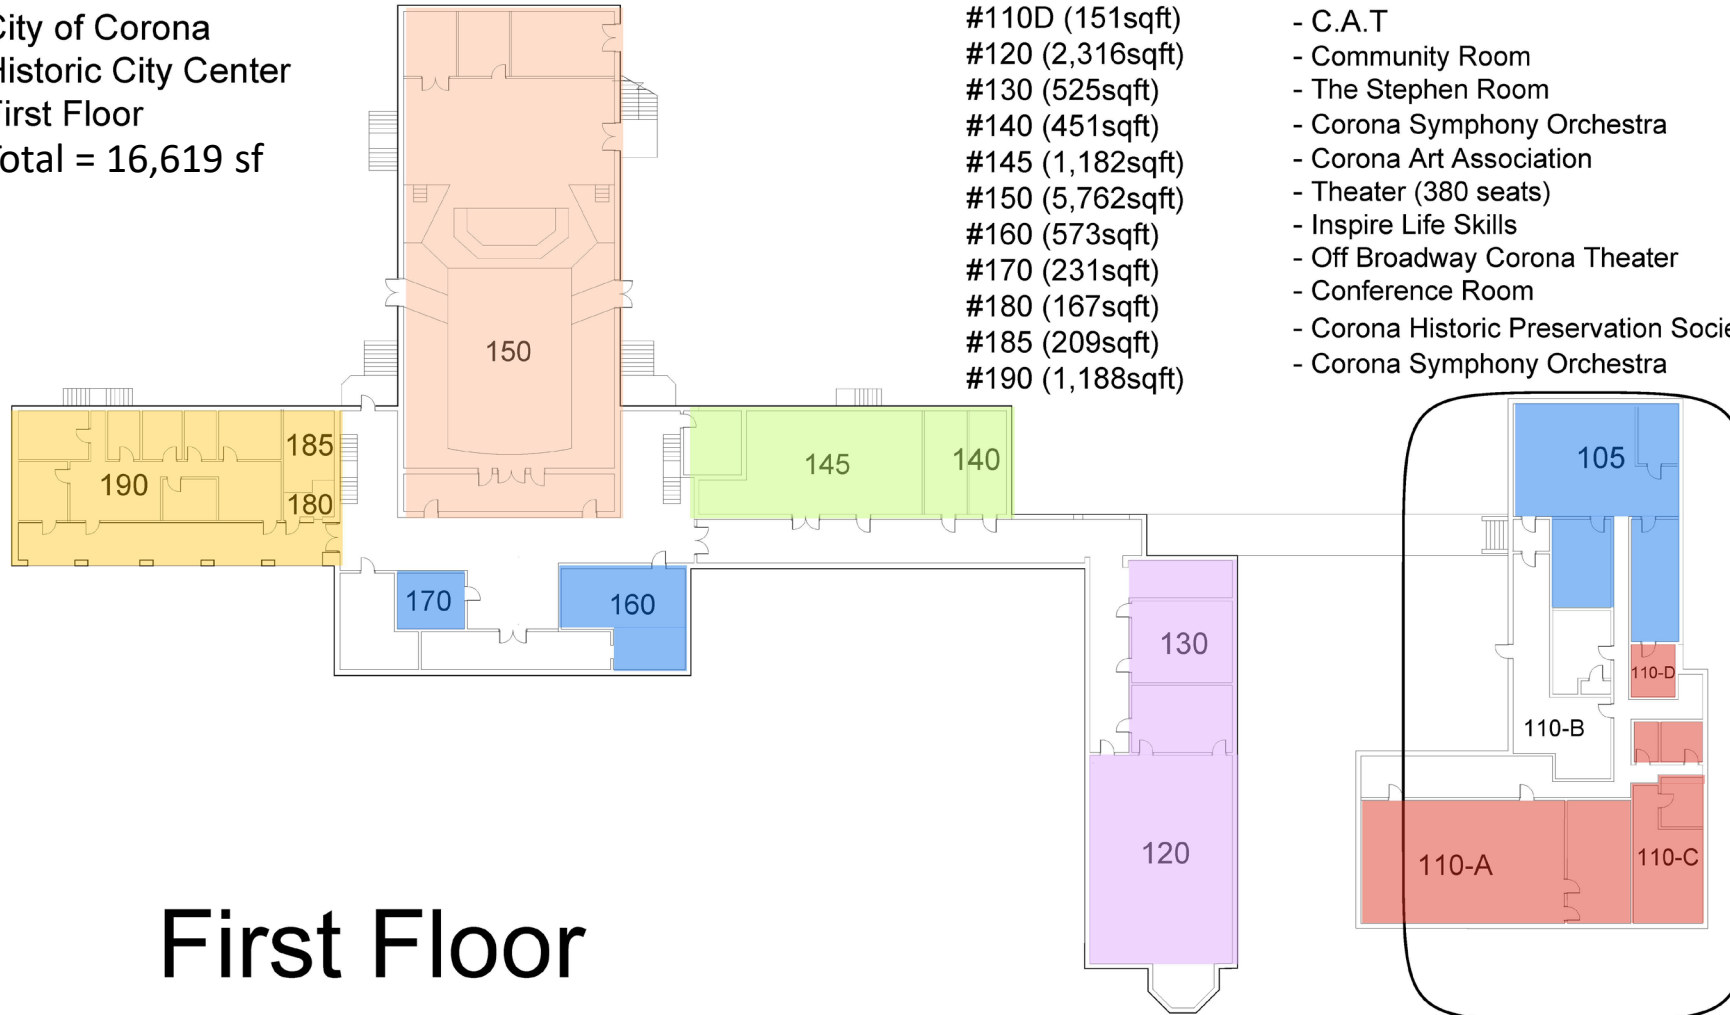 City of Corona
Historic City Center
First Floor
Total = 16,619 sf
#110D (151sqft) - C.A.T
#120 (2,316sqft) - Community Room
#130 (525sqft) - The Stephen Room
#140 (451sqft) - Corona Symphony Orchestra
#145 (1,182sqft) - Corona Art Association
#150 (5,762sqft) - Theater (380 seats)
#160 (573sqft) - Inspire Life Skills
#170 (231sqft) - Off Broadway Corona Theater
#180 (167sqft) - Conference Room
#185 (209sqft) - Corona Historic Preservation Socie
#190 (1,188sqft) - Corona Symphony Orchestra
150
185
190
180
145
140
105
170
160
130
110-D
110-B
120
110-A
110-C
First Floor